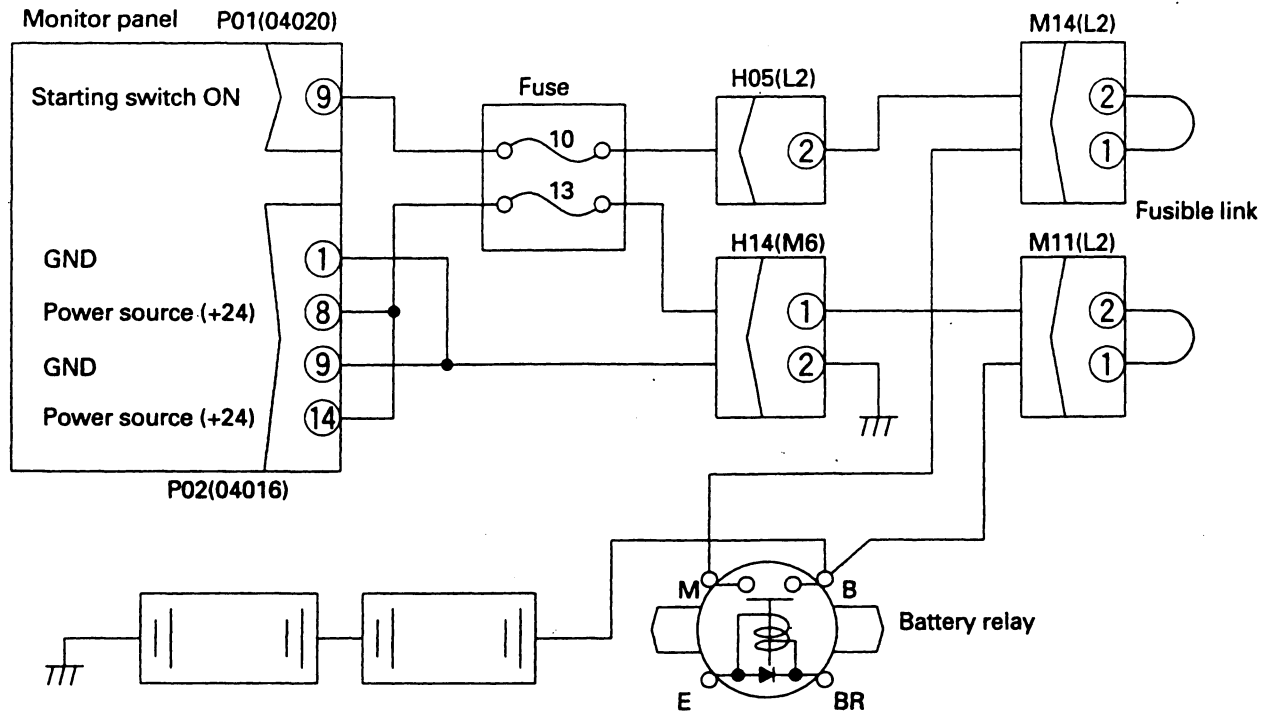 Monitor panel P01(04020)
M14(L2)
Starting switch ON
9
Fuse
10
13
H05(L2)
2
2
1
Fusible link
GND
1
Power source (+24)
8
GND
9
Power source (+24)
14
P02(04016)
H14(M6)
1
2
M11(L2)
2
1
M
B
Battery relay
E
BR